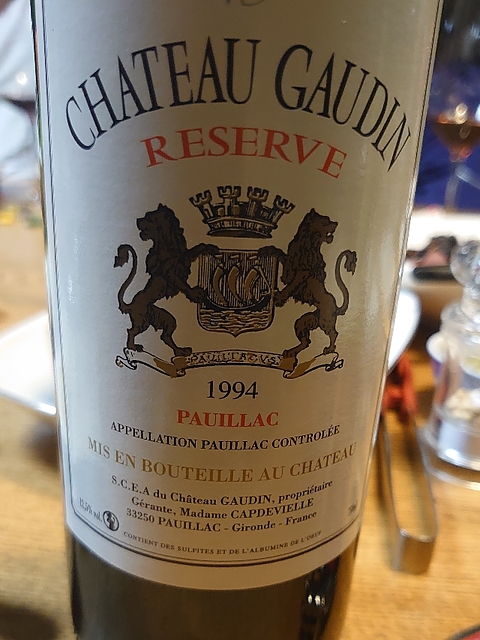 CHATEAU GAUDIN
RESERVE
PAUILLACVS
1994
PAUILLAC
APPELLATION PAUILLAC CONTROLÉE
MIS EN BOUTEILLE AU CHATEAU
S.C.E.A du Château GAUDIN, propriétaire
Gérante, Madame CAPDEVIELLE
33250 PAUILLAC - Gironde - France
CONTIENT DES SULFITES ET DE L'ALBUMINE DE L'OEUF